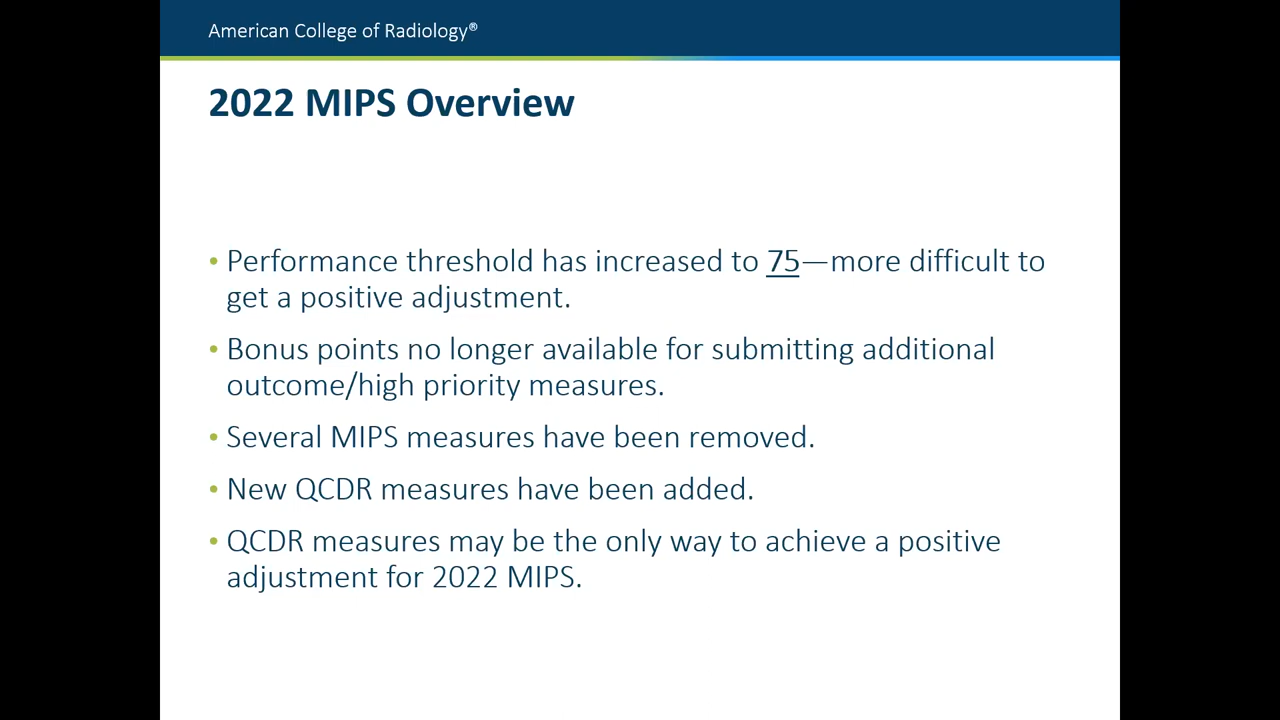 American College of Radiology®
2022 MIPS Overview
• Performance threshold has increased to 75—more difficult to
get a positive adjustment.
• Bonus points no longer available for submitting additional
outcome/high priority measures.
• Several MIPS measures have been removed.
• New QCDR measures have been added.
• QCDR measures may be the only way to achieve a positive
adjustment for 2022 MIPS.